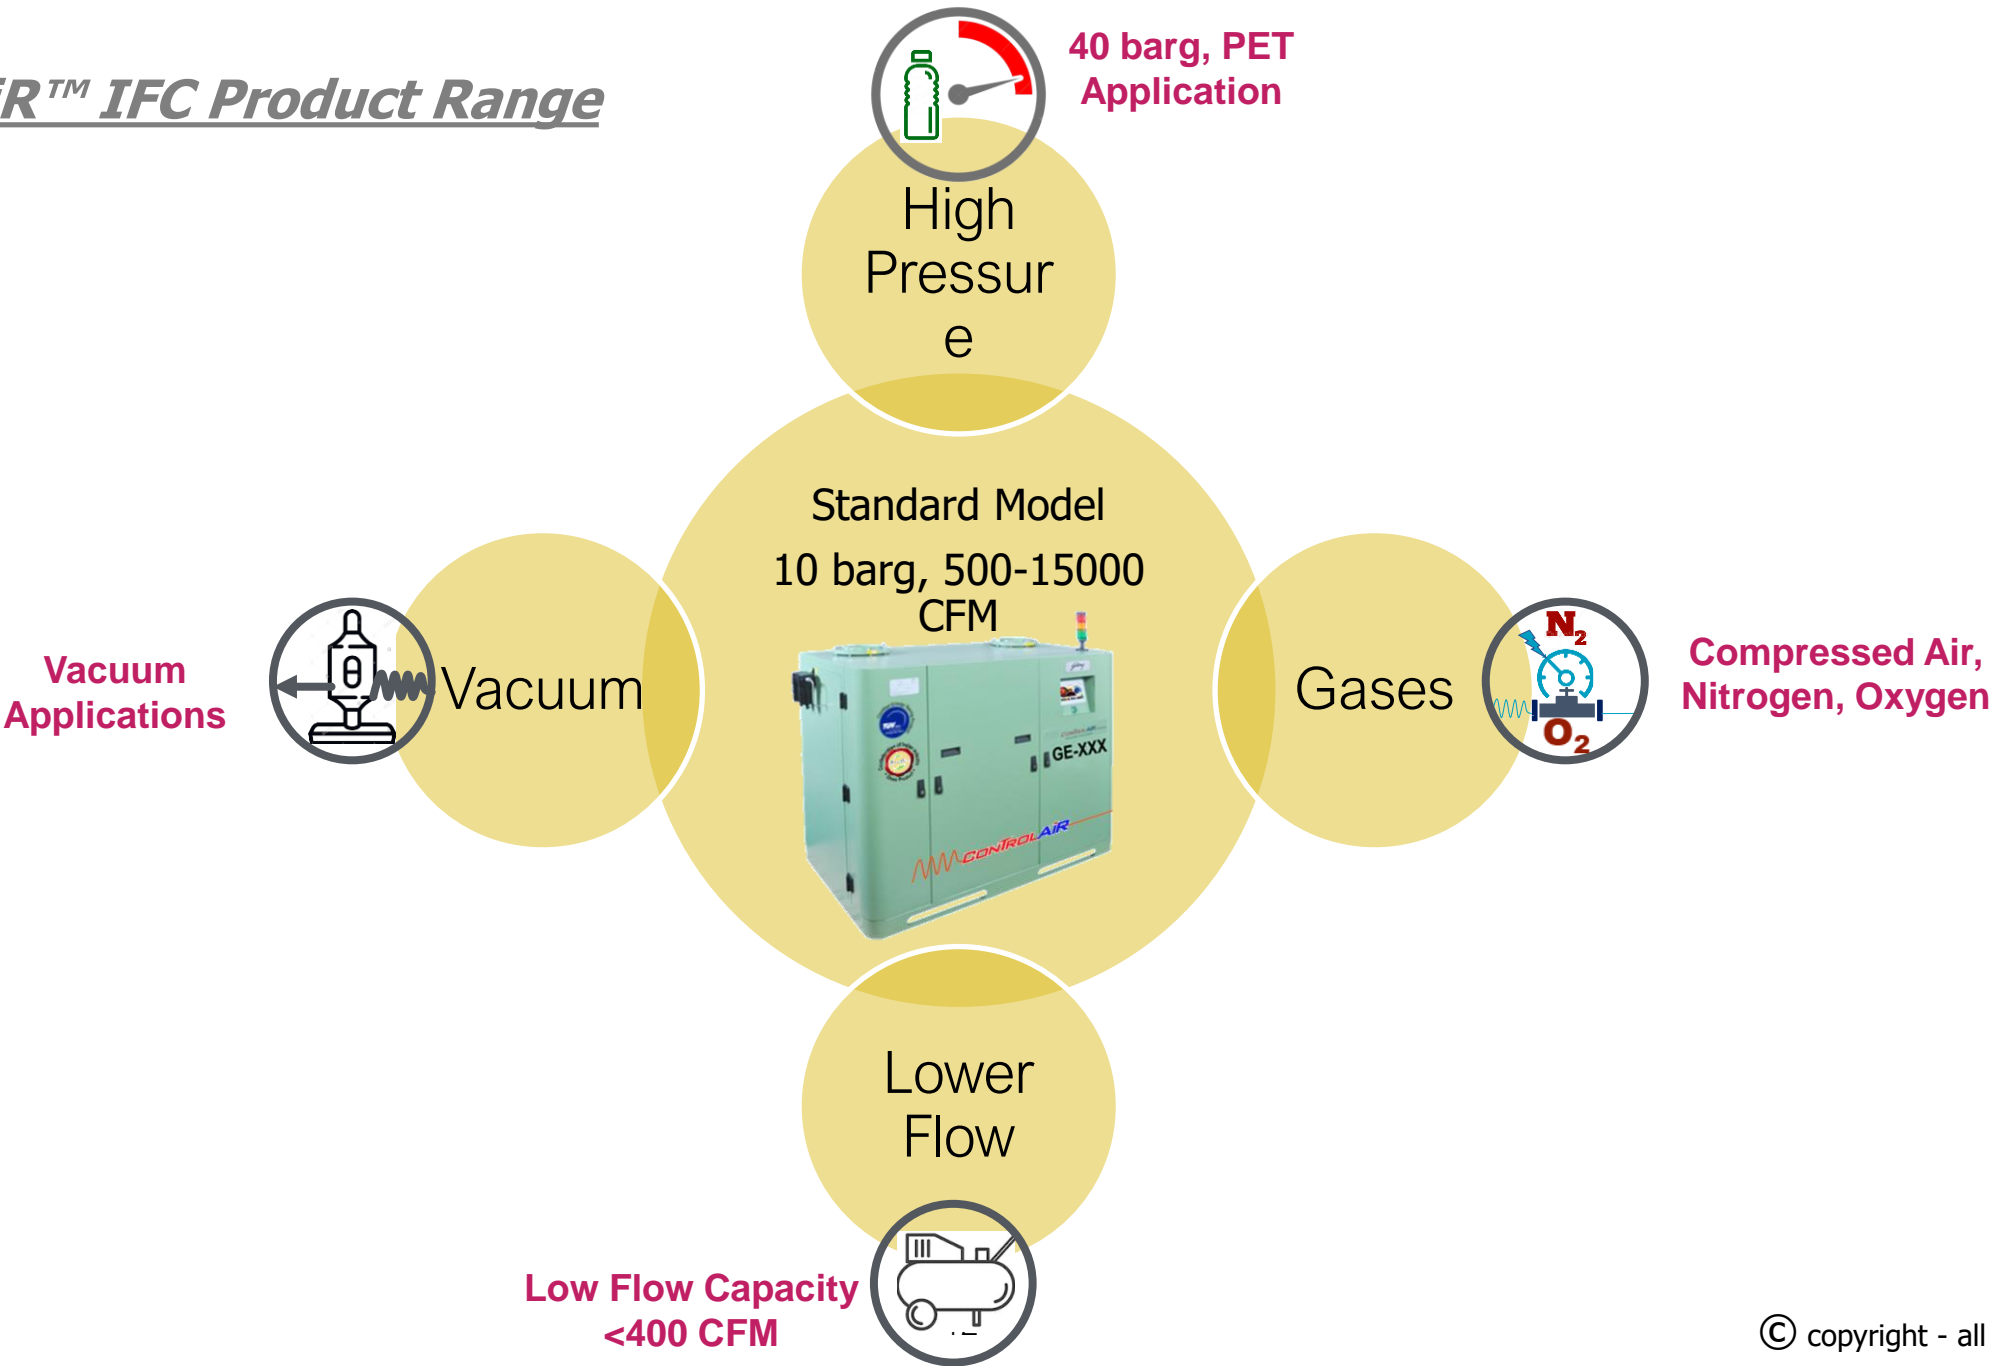 iR™ IFC Product Range
40 barg, PET
Application
High
Pressur
e
Standard Model
10 barg, 500-15000
CFM
Vacuum
Applications
Vacuum
Gases
N2
O2
Compressed Air,
Nitrogen, Oxygen
GE-XXX
CONTROLAiR
Lower
Flow
Low Flow Capacity
<400 CFM
© copyright - all